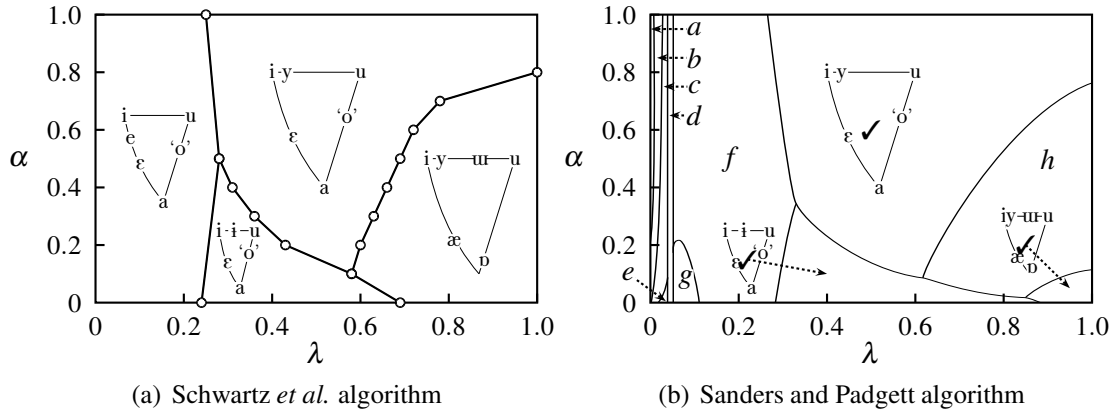 1.0
0.8
0.6
0.4
0.2
0
α
0 0.2 0.4 0.6 0.8 1.0
λ
i u
e
ɛ
‘o’
a
i-y u
ɛ
‘o’
a
i-ɨ-u
ɛ
‘o’
a
i-y ɯ u
æ
ɒ
(a) Schwartz et al. algorithm
1.0
0.8
0.6
0.4
0.2
0
α
0 0.2 0.4 0.6 0.8 1.0
λ
a
b
c
d
e
f
g
h
i-y u
ɛ
‘o’
a
i-ɨ-u
ɛ
‘o’
a
iy-ɯ-u
æ
ɒ
(b) Sanders and Padgett algorithm